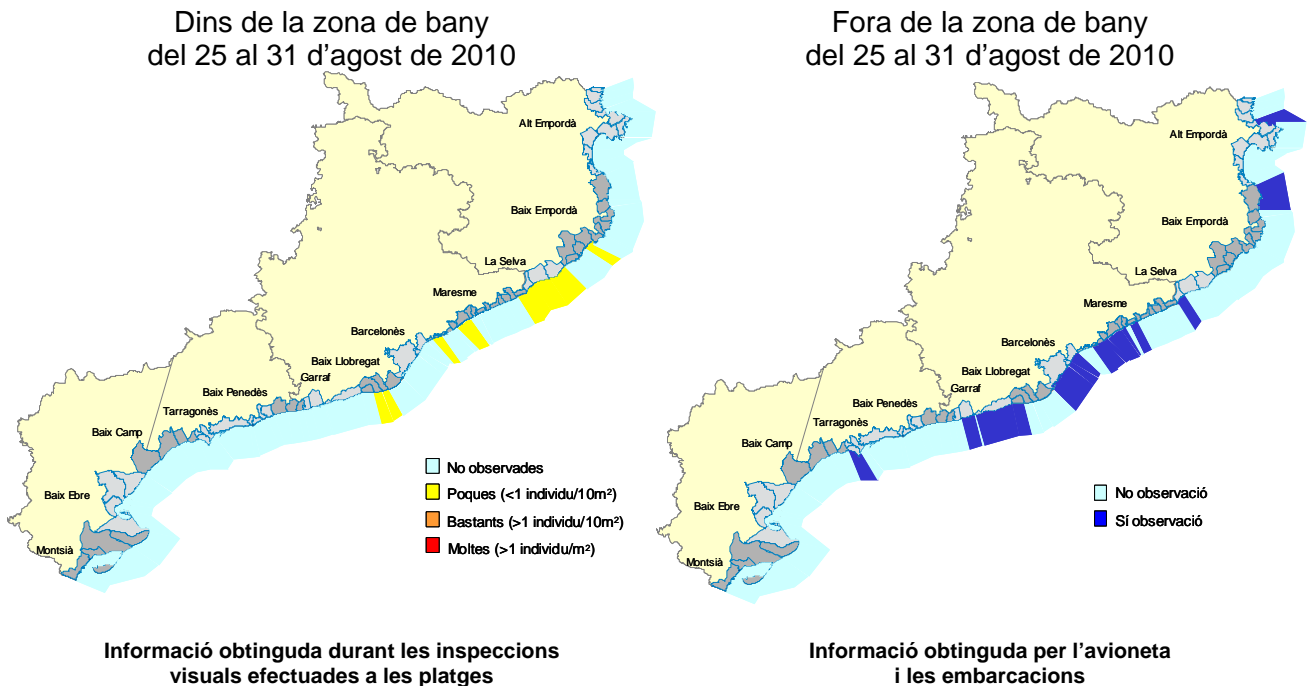 Dins de la zona de bany
del 25 al 31 d'agost de 2010
Alt Empordà
Baix Empordà
La Selva
Maresme
Barcelonès
Baix Llobregat
Garraf
Baix Penedès
Tarragonès
Baix Camp
Baix Ebre
Montsià
No observades
Poques (<1 individu/10m²)
Bastants (>1 individu/10m²)
Moltes (>1 individu/m²)
Informació obtinguda durant les inspeccions
visuals efectuades a les platges
Fora de la zona de bany
del 25 al 31 d'agost de 2010
Alt Empordà
Baix Empordà
La Selva
Maresme
Barcelonès
Baix Llobregat
Garraf
Baix Penedès
Tarragonès
Baix Camp
Baix Ebre
Montsià
No observació
Sí observació
Informació obtinguda per l'avioneta
i les embarcacions